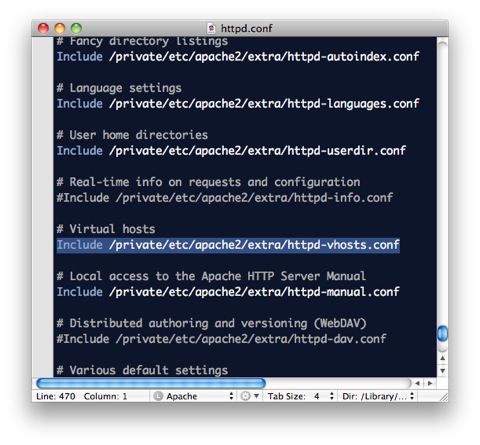 httpd.conf
# Fancy directory listings
Include /private/etc/apache2/extra/httpd-autoindex.conf
# Language settings
Include /private/etc/apache2/extra/httpd-languages.conf
# User home directories
Include /private/etc/apache2/extra/httpd-userdir.conf
# Real-time info on requests and configuration
#Include /private/etc/apache2/extra/httpd-info.conf
# Virtual hosts
Include /private/etc/apache2/extra/httpd-vhosts.conf
# Local access to the Apache HTTP Server Manual
Include /private/etc/apache2/extra/httpd-manual.conf
# Distributed authoring and versioning (WebDAV)
#Include /private/etc/apache2/extra/httpd-dav.conf
# Various default settings
Line: 470 Column: 1 L Apache Tab Size: 4 Dir: /Library/...